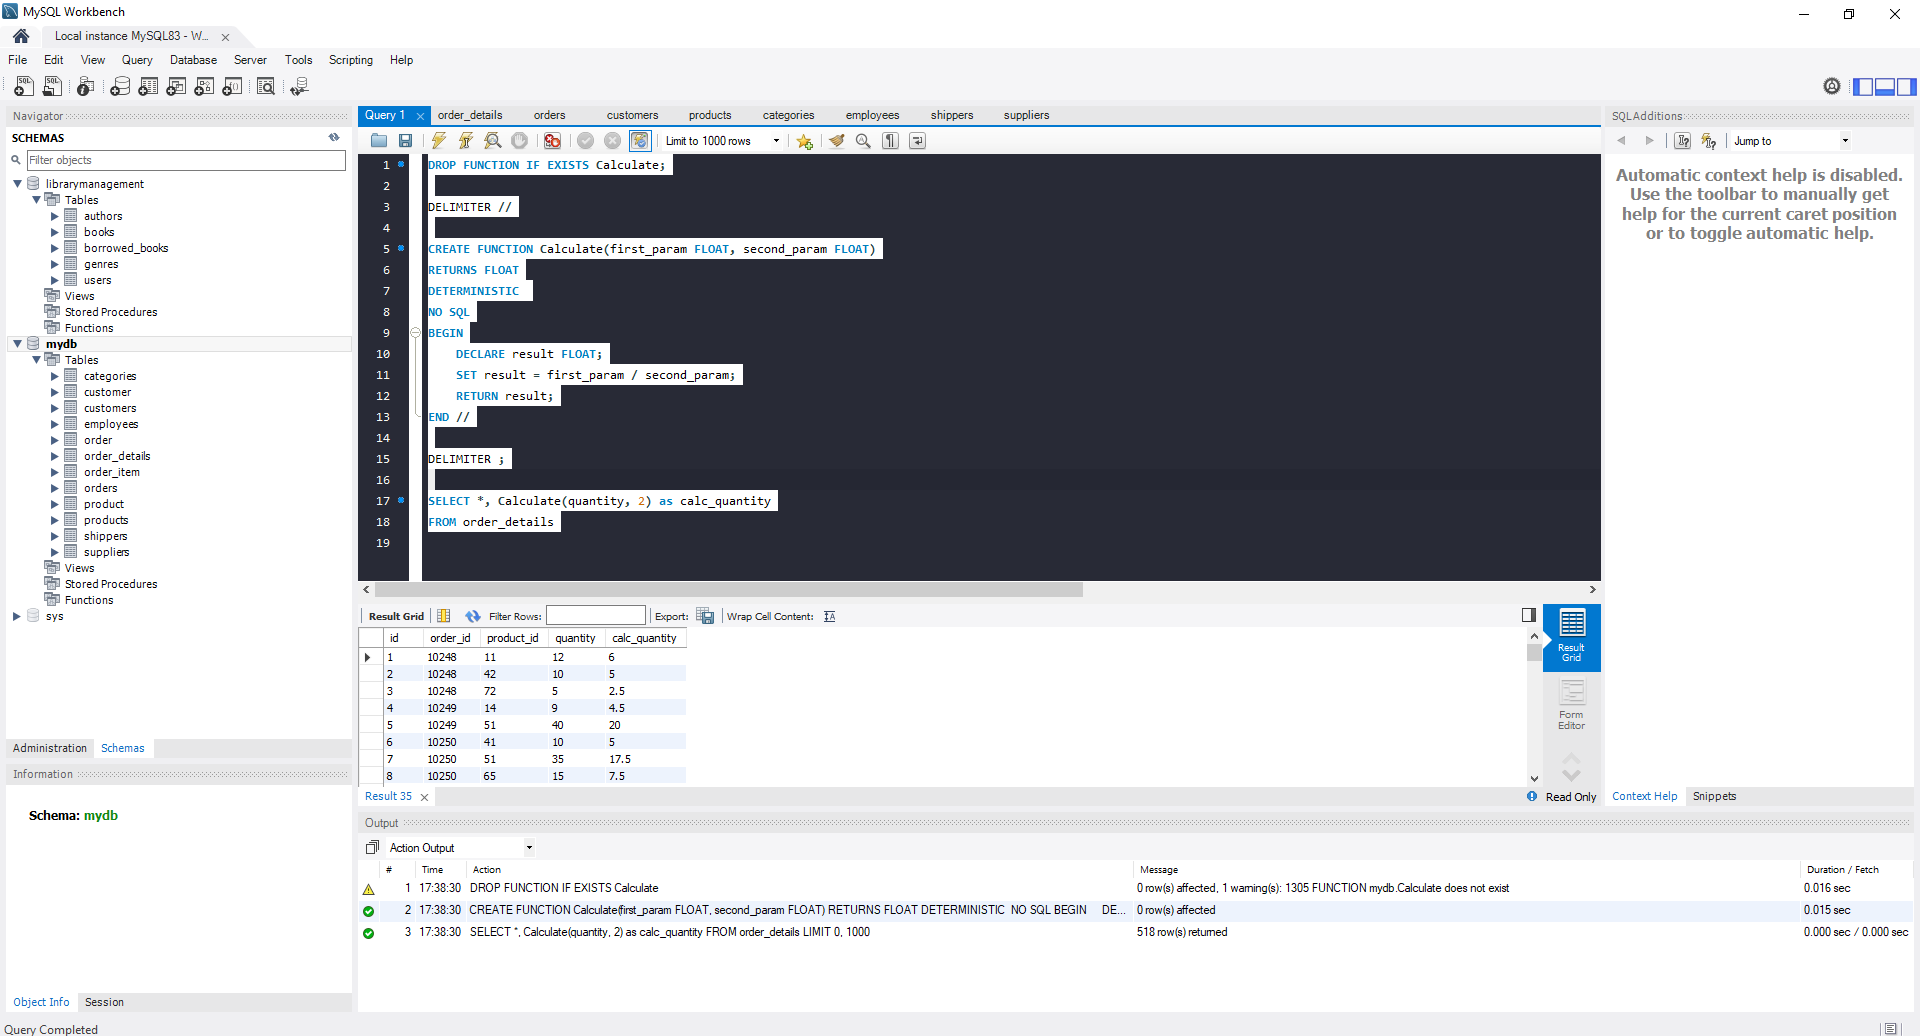 MySQL Workbench
Local instance MySQL83 - W...
File Edit View Query Database Server Tools Scripting Help
Navigator
SCHEMAS
Filter objects
librarymanagement
Tables
authors
books
borrowed_books
genres
users
Views
Stored Procedures
Functions
mydb
Tables
categories
customer
customers
employees
order
order_details
order_item
orders
product
products
shippers
suppliers
Views
Stored Procedures
Functions
sys
Administration Schemas
Information
Schema: mydb
Object Info Session
Query Completed
Query 1 order_details orders customers products categories employees shippers suppliers
Limit to 1000 rows
1 DROP FUNCTION IF EXISTS Calculate;
2
3 DELIMITER //
4
5 CREATE FUNCTION Calculate(first_param FLOAT, second_param FLOAT)
6 RETURNS FLOAT
7 DETERMINISTIC
8 NO SQL
9 BEGIN
10 DECLARE result FLOAT;
11 SET result = first_param / second_param;
12 RETURN result;
13 END //
14
15 DELIMITER ;
16
17 SELECT *, Calculate(quantity, 2) as calc_quantity
18 FROM order_details
19
Result Grid Filter Rows: Export: Wrap Cell Content:
id order_id product_id quantity calc_quantity
1 10248 11 12 6
2 10248 42 10 5
3 10248 72 5 2.5
4 10249 14 9 4.5
5 10249 51 40 20
6 10250 41 10 5
7 10250 51 35 17.5
8 10250 65 15 7.5
Result Grid
Form Editor
Result 35 Read Only
Output
Action Output
# Time Action Message Duration / Fetch
1 17:38:30 DROP FUNCTION IF EXISTS Calculate 0 row(s) affected, 1 warning(s): 1305 FUNCTION mydb.Calculate does not exist 0.016 sec
2 17:38:30 CREATE FUNCTION Calculate(first_param FLOAT, second_param FLOAT) RETURNS FLOAT DETERMINISTIC NO SQL BEGIN DE... 0 row(s) affected 0.015 sec
3 17:38:30 SELECT *, Calculate(quantity, 2) as calc_quantity FROM order_details LIMIT 0, 1000 518 row(s) returned 0.000 sec / 0.000 sec
SQLAdditions
Jump to
Automatic context help is disabled.
Use the toolbar to manually get
help for the current caret position
or to toggle automatic help.
Context Help Snippets